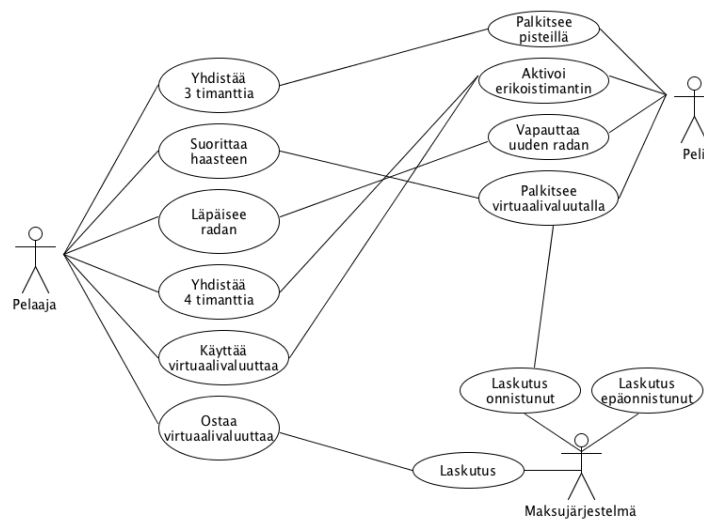 Palkitsee
pisteillä
Yhdistää
3 timanttia
Aktivoi
erikoistimantin
Suorittaa
haasteen
Vapauttaa
uuden radan
Peli
Läpäisee
radan
Palkitsee
virtuaalivaluutalla
Pelaaja
Yhdistää
4 timanttia
Käyttää
virtuaalivaluuttaa
Laskutus
onnistunut
Laskutus
epäonnistunut
Ostaa
virtuaalivaluuttaa
Laskutus
Maksujärjestelmä